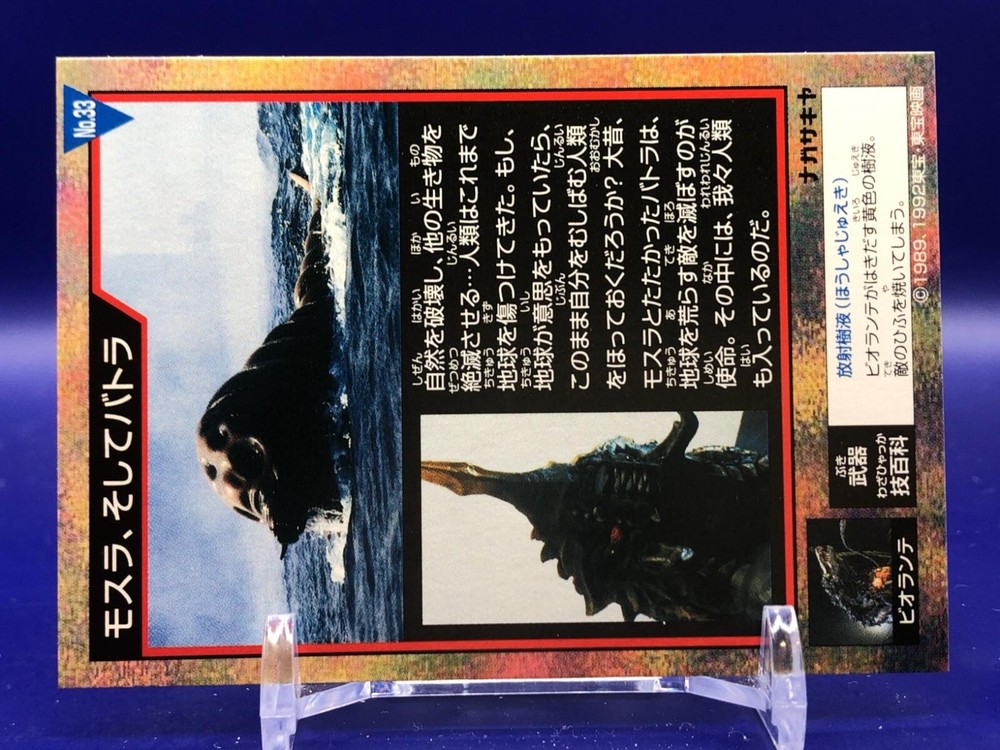 No.33
モスラ、そしてバトラ
自然を破壊し、他の生き物を
絶滅させる…人類はこれまで
地球を傷つけてきた。もし、
地球が意思をもっていたら、
このまま自分をむしばむ人類
をほっておくだろうか? 大昔、
モスラとたたかったバトラは、
地球を荒らす敵を滅ぼすのが
使命。その中には、我々人類
も入っているのだ。
ナガサキヤ
ビオランテ
武器
技百科
放射樹液(ほうしゃじゅえき)
ビオランテがはきだす黄色の樹液。
敵のひふを焼いてしまう。
©1989、1992東宝・東宝映画